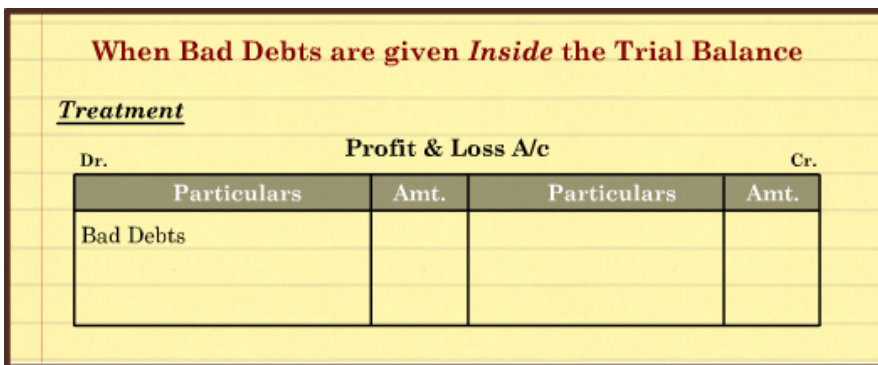 When Bad Debts are given Inside the Trial Balance
Treatment
Profit & Loss A/c
Dr. Cr.
Particulars Amt. Particulars Amt.
Bad Debts